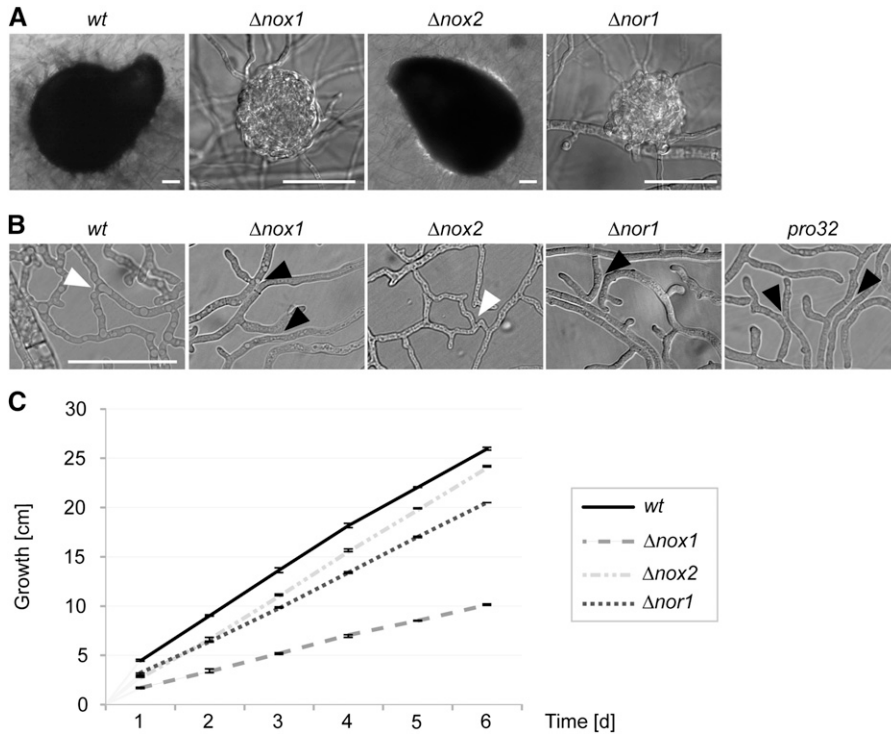 A
wt Δnox1 Δnox2 Δnor1
B
wt Δnox1 Δnox2 Δnor1 pro32
C
Growth [cm]
30
25
20
15
10
5
0
1 2 3 4 5 6 Time [d]
wt
Δnox1
Δnox2
Δnor1